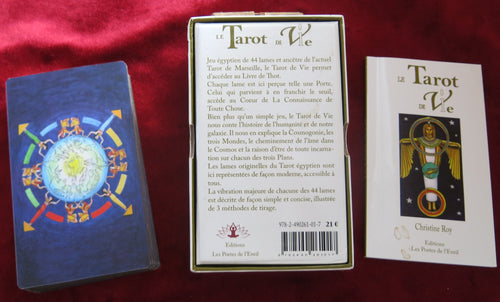 Le Tarot de Vie
Jeu égyptien de 44 lames et ancêtre de l'actuel
Tarot de Marseille, le Tarot de Vie permet
d'accéder au Livre de Thot.
Chaque lame est ici perçue telle une Porte.
Celui qui parvient à en franchir le seuil,
accède au Coeur de La Connaissance de
Toute Chose.
Bien plus qu'un simple jeu, le Tarot de Vie
nous conte l'histoire de l'humanité et de notre
galaxie. Il nous en explique la Cosmogonie, les
trois Mondes, le cheminement de l'âme dans
le Cosmos et la raison d'être de toute incarna-
tion sur chacun des trois Plans.
Les lames originelles du Tarot égyptien sont
ici représentées de façon moderne, accessible à
tous.
La vibration majeure de chacune des 44 lames
est décrite de façon simple et concise, illustrée
de 3 méthodes de tirage.
978-2-490261-01-7 21 €
Editions
Les Portes de l'Eveil
Le Tarot
de Vie
Christine Roy
Editions
Les Portes de l'Eveil